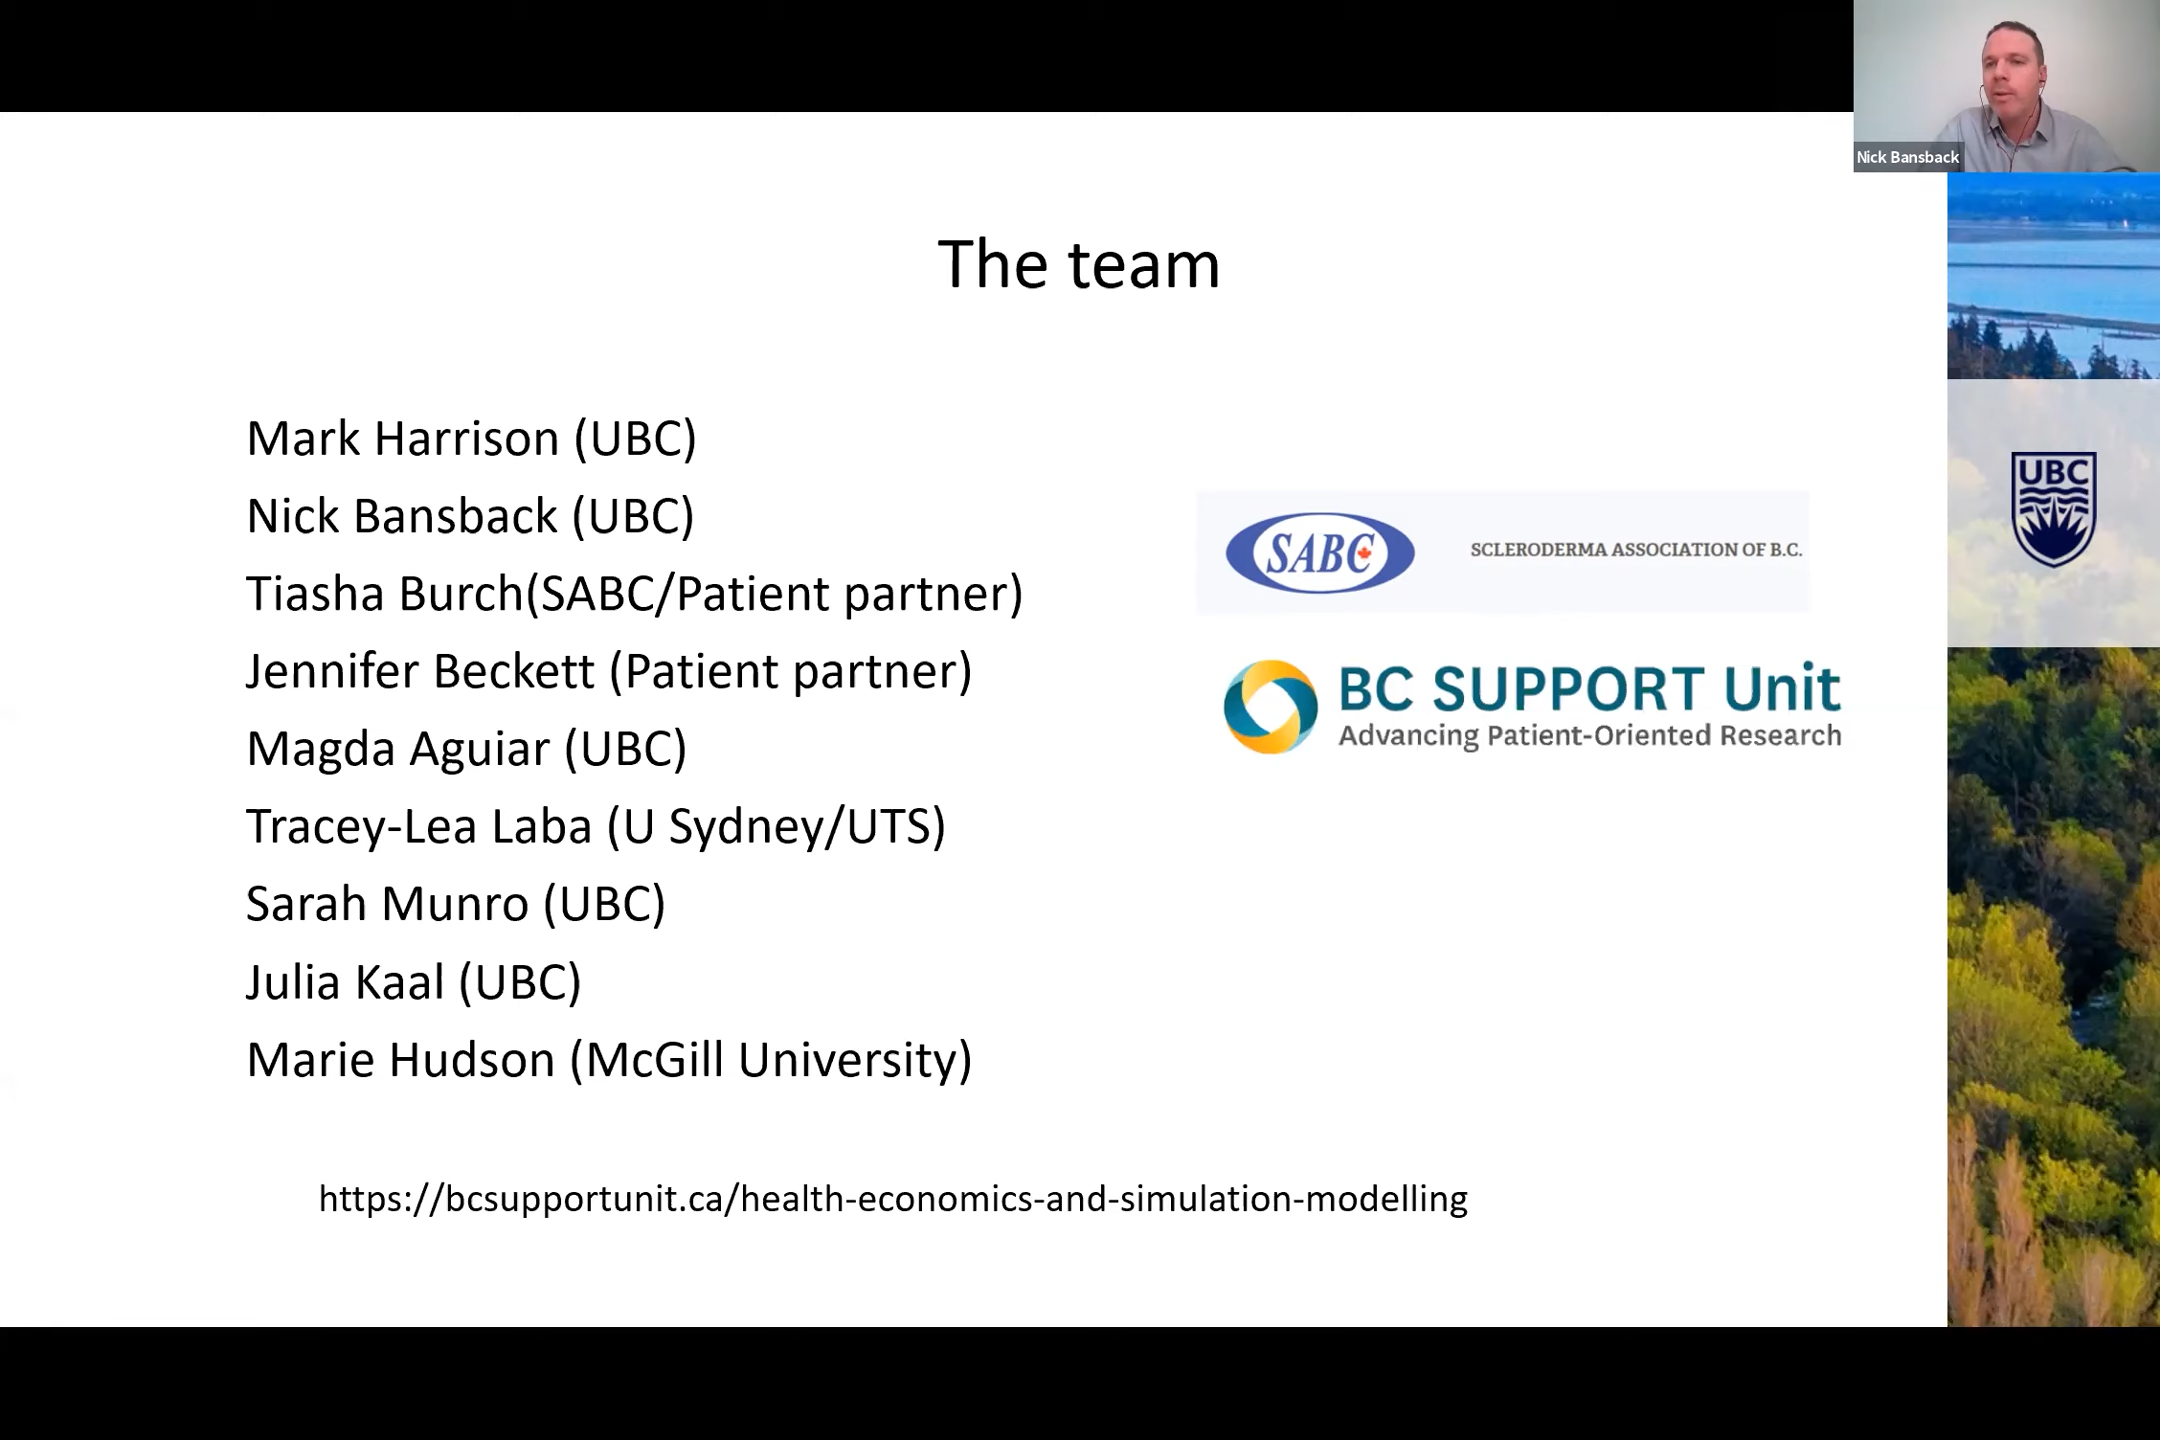 Nick Bansback
The team
Mark Harrison (UBC)
Nick Bansback (UBC)
Tiasha Burch(SABC/Patient partner)
Jennifer Beckett (Patient partner)
Magda Aguiar (UBC)
Tracey-Lea Laba (U Sydney/UTS)
Sarah Munro (UBC)
Julia Kaal (UBC)
Marie Hudson (McGill University)
SABC
SCLERODERMA ASSOCIATION OF B.C.
BC SUPPORT Unit
Advancing Patient-Oriented Research
UBC
https://bcsupportunit.ca/health-economics-and-simulation-modelling